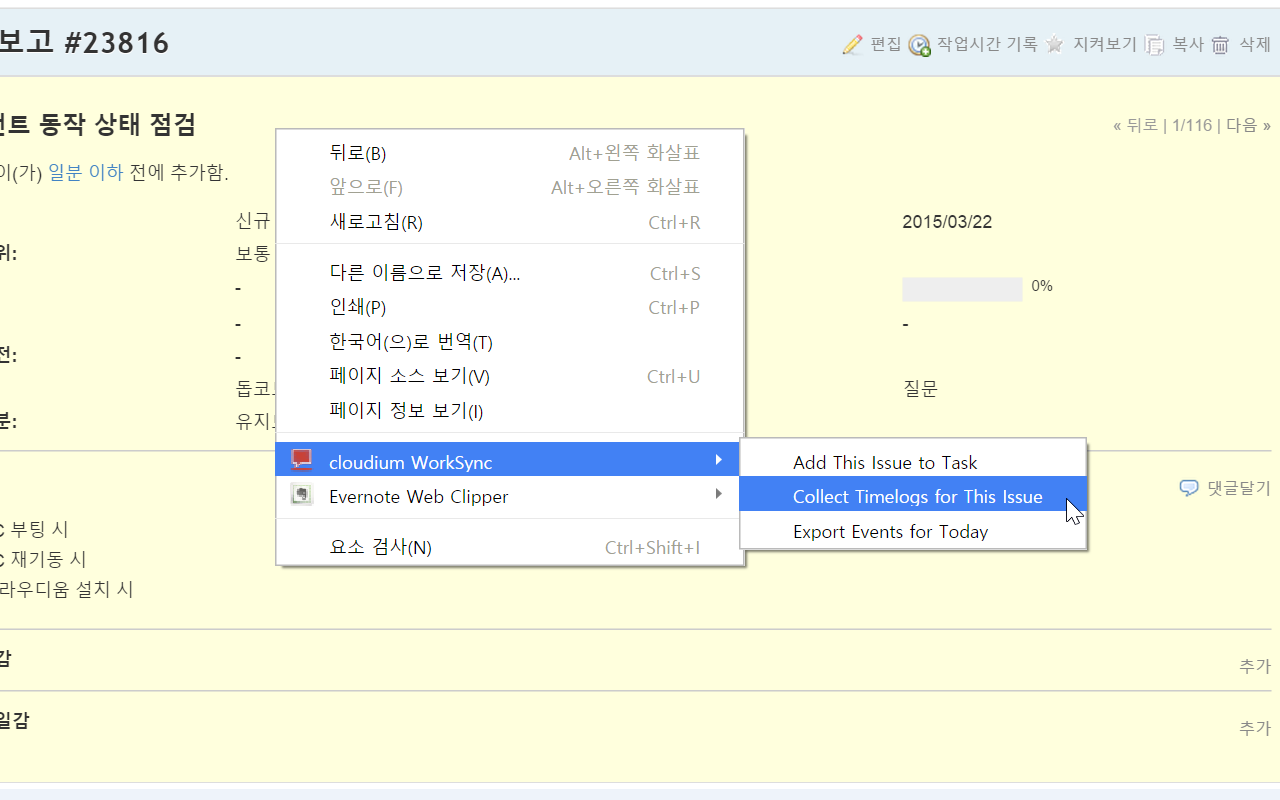 보고 #23816
편집 작업시간 기록 지켜보기 복사 삭제
트 동작 상태 점검
« 뒤로 | 1/116 | 다음 »
이(가) 일분 이하 전에 추가함.
신규
2015/03/22
위:
보통
-
0%
-
-
전:
-
돕코
질문
분:
유지
뒤로(B) Alt+왼쪽 화살표
앞으로(F) Alt+오른쪽 화살표
새로고침(R) Ctrl+R
다른 이름으로 저장(A)... Ctrl+S
인쇄(P) Ctrl+P
한국어(으)로 번역(T)
페이지 소스 보기(V) Ctrl+U
페이지 정보 보기(I)
cloudium WorkSync
Evernote Web Clipper
요소 검사(N) Ctrl+Shift+I
Add This Issue to Task
Collect Timelogs for This Issue
Export Events for Today
댓글달기
C 부팅 시
C 재기동 시
라우디움 설치 시
감
추가
일감
추가